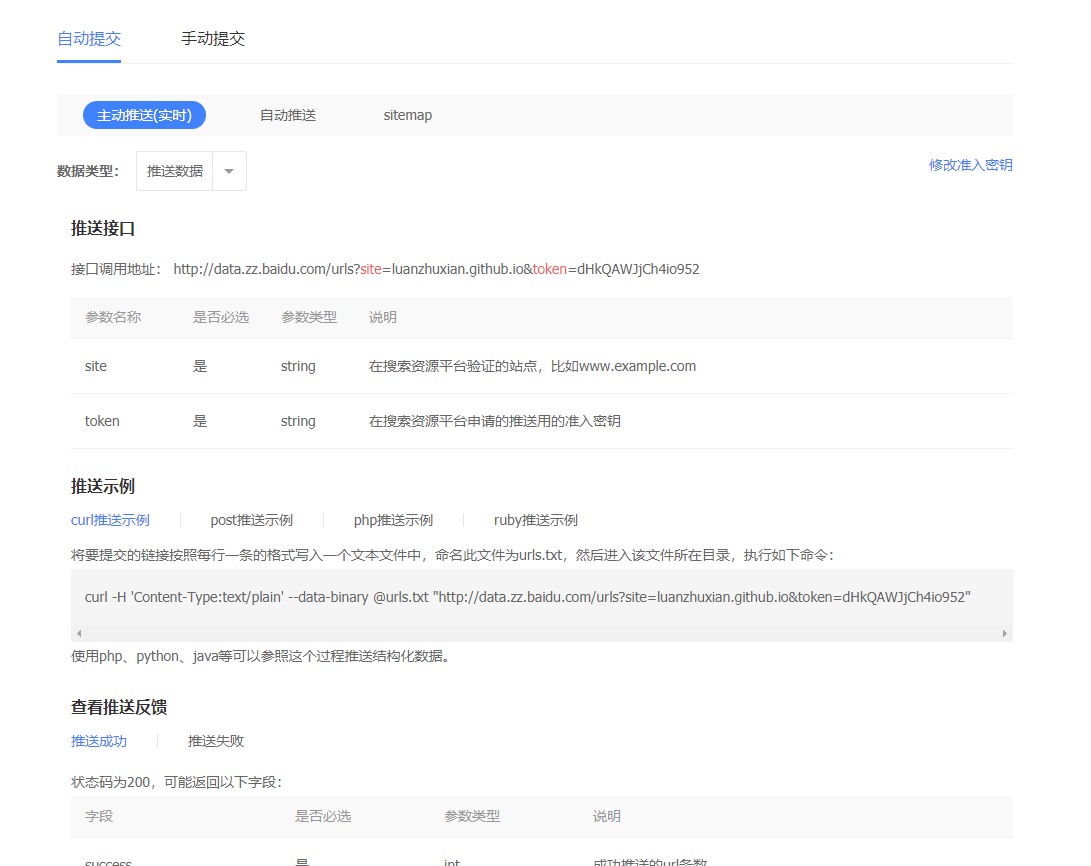 自动提交 手动提交
主动推送(实时) 自动推送 sitemap
数据类型： 推送数据 修改准入密钥
推送接口
接口调用地址： http://data.zz.baidu.com/urls?site=luanzhuxian.github.io&token=dHkQAWJjCh4io952
参数名称 是否必选 参数类型 说明
site 是 string 在搜索资源平台验证的站点，比如www.example.com
token 是 string 在搜索资源平台申请的推送用的准入密钥
推送示例
curl推送示例 post推送示例 php推送示例 ruby推送示例
将要提交的链接按照每行一条的格式写入一个文本文件中，命名此文件为urls.txt，然后进入该文件所在目录，执行如下命令：
curl -H 'Content-Type:text/plain' --data-binary @urls.txt "http://data.zz.baidu.com/urls?site=luanzhuxian.github.io&token=dHkQAWJjCh4io952"
使用php、python、java等可以参照这个过程推送结构化数据。
查看推送反馈
推送成功 推送失败
状态码为200，可能返回以下字段：
字段 是否必选 参数类型 说明
success 是 int 成功推送的url条数